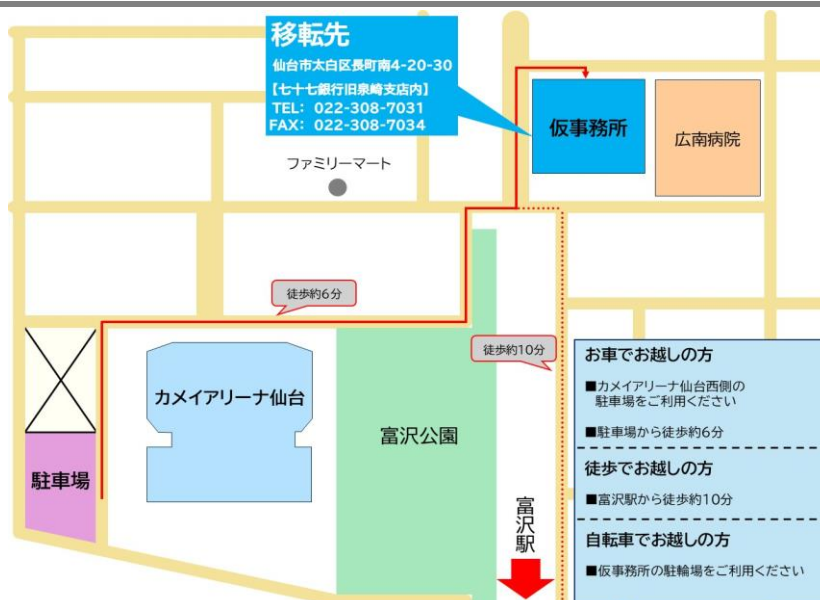 移転先
仙台市太白区長町南4-20-30
【七十七銀行旧泉崎支店内】
TEL: 022-308-7031
FAX: 022-308-7034
仮事務所
広南病院
ファミリーマート
徒歩約6分
徒歩約10分
カメイアリーナ仙台
富沢公園
駐車場
富沢駅
お車でお越しの方
■カメイアリーナ仙台西側の
駐車場をご利用ください
■駐車場から徒歩約6分
徒歩でお越しの方
■富沢駅から徒歩約10分
自転車でお越しの方
■仮事務所の駐輪場をご利用ください